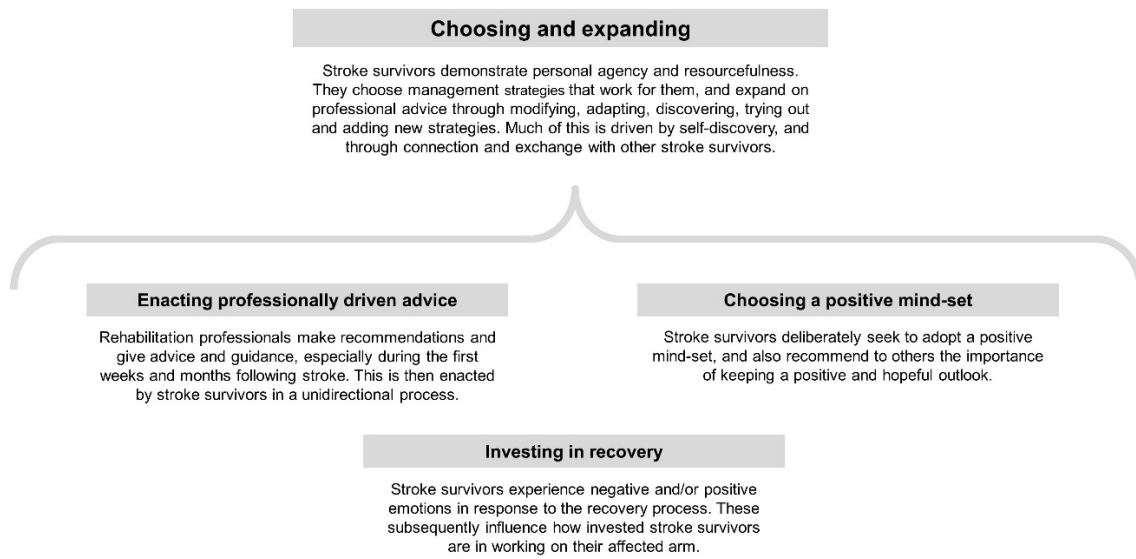 Choosing and expanding
Stroke survivors demonstrate personal agency and resourcefulness.
They choose management strategies that work for them, and expand on
professional advice through modifying, adapting, discovering, trying out
and adding new strategies. Much of this is driven by self-discovery, and
through connection and exchange with other stroke survivors.
Enacting professionally driven advice
Rehabilitation professionals make recommendations and
give advice and guidance, especially during the first
weeks and months following stroke. This is then enacted
by stroke survivors in a unidirectional process.
Choosing a positive mind-set
Stroke survivors deliberately seek to adopt a positive
mind-set, and also recommend to others the importance
of keeping a positive and hopeful outlook.
Investing in recovery
Stroke survivors experience negative and/or positive
emotions in response to the recovery process. These
subsequently influence how invested stroke survivors
are in working on their affected arm.